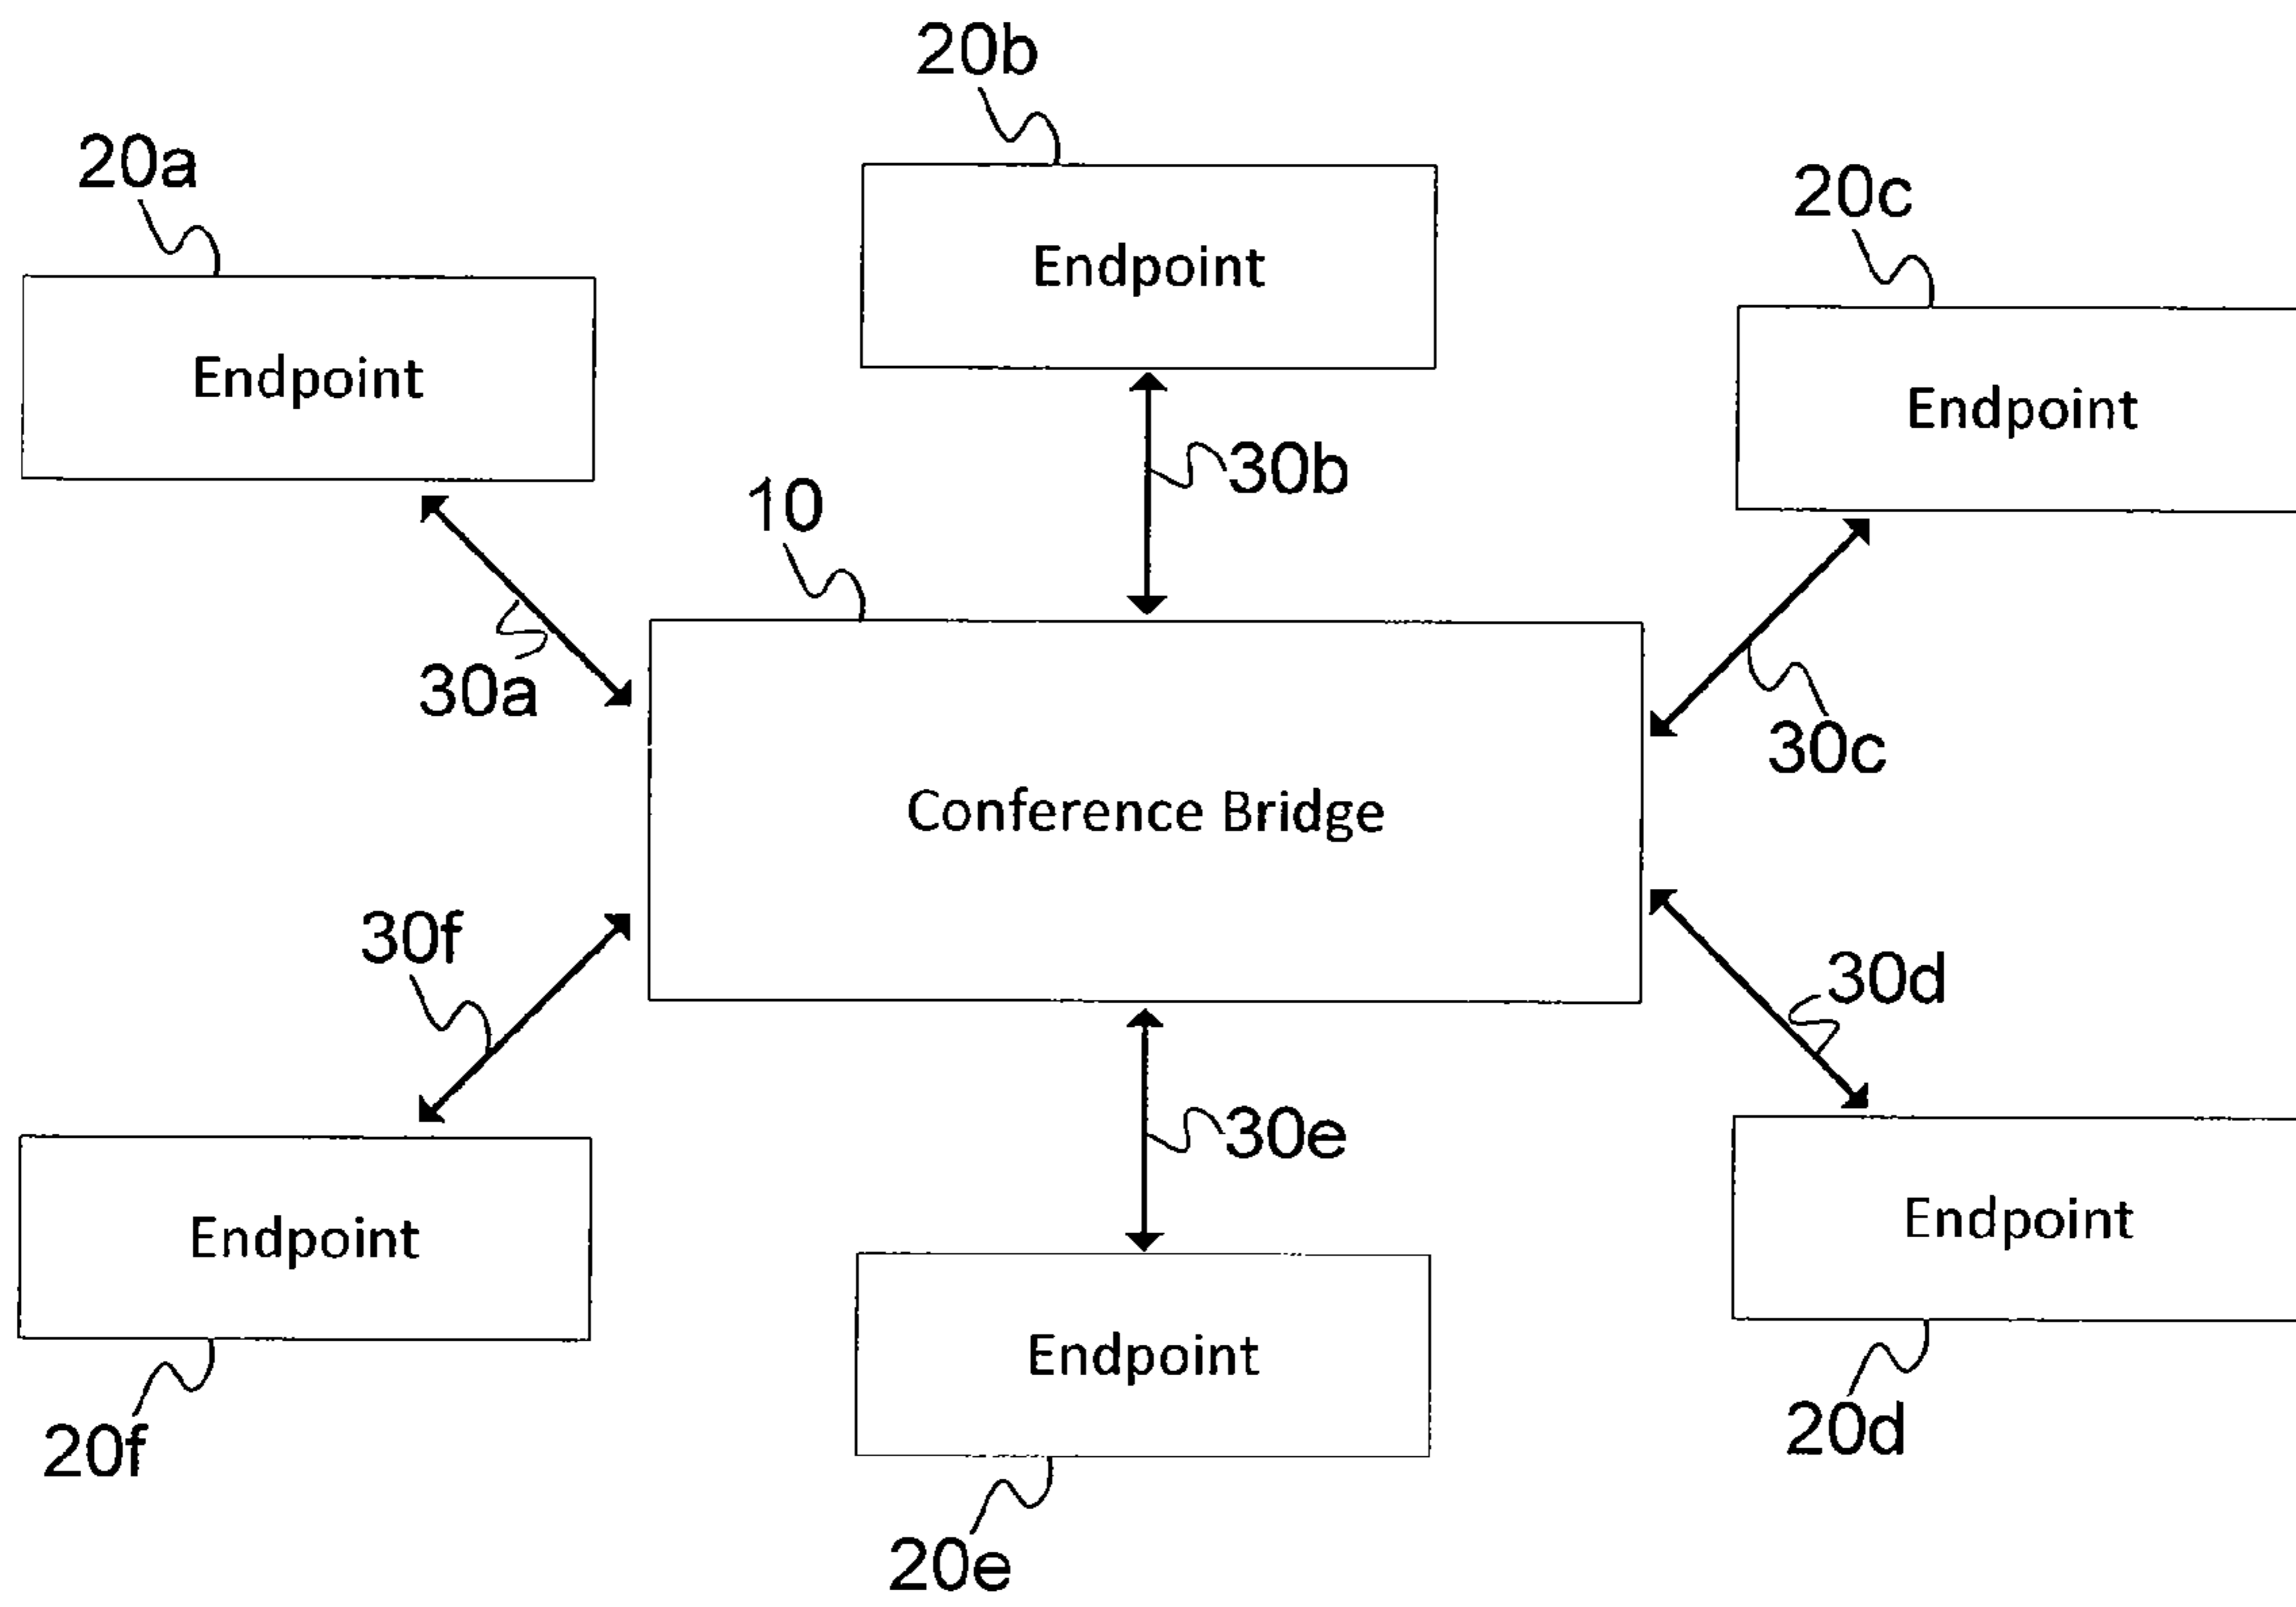 20b
20a
20c
Endpoint
Endpoint
Endpoint
30b
10
30a
30c
Conference Bridge
30f
30d
30e
Endpoint
Endpoint
Endpoint
20d
20f
20e